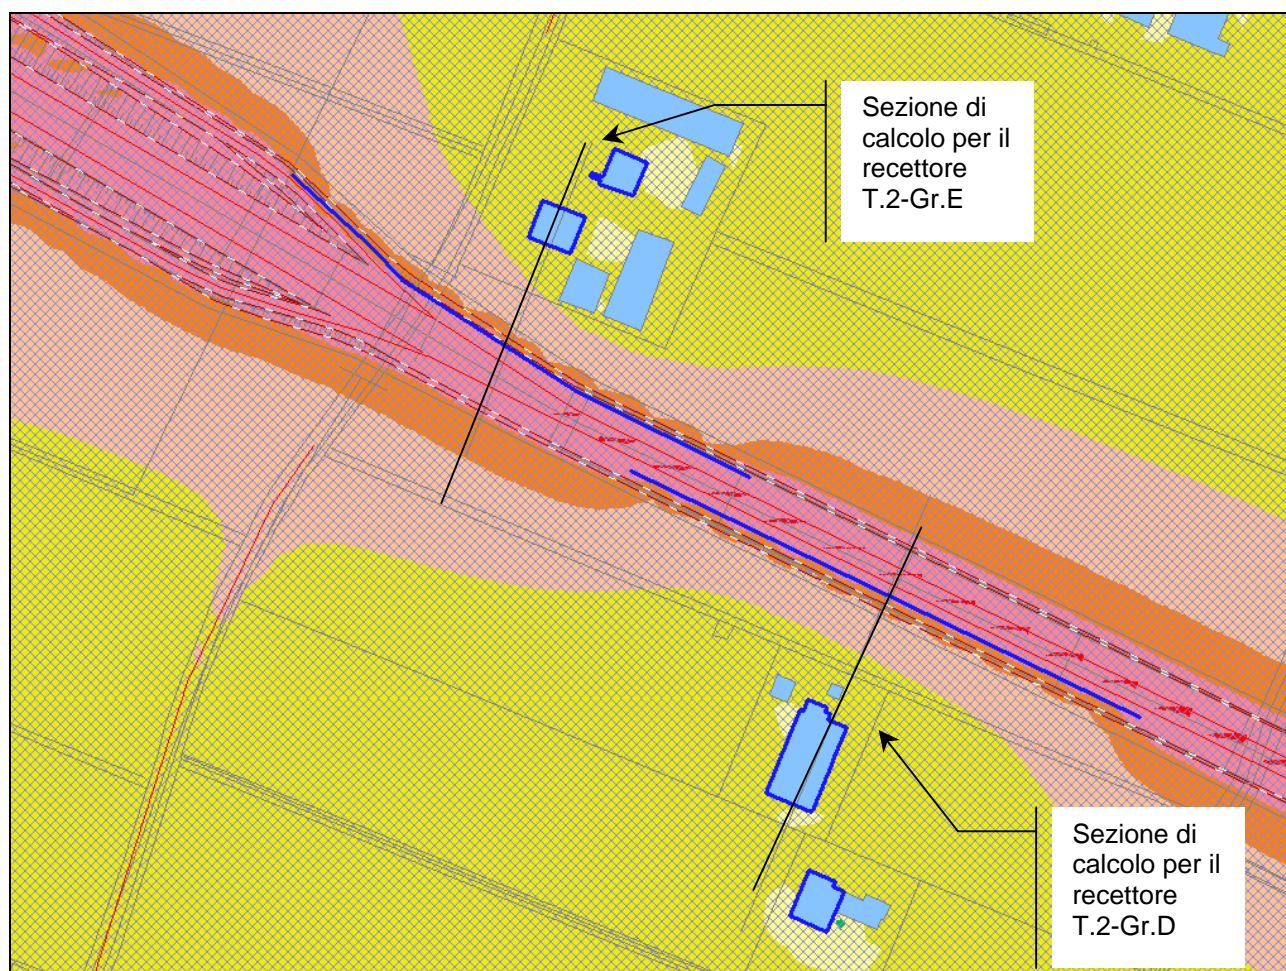 Sezione di
calcolo per il
recettore
T.2-Gr.E
Sezione di
calcolo per il
recettore
T.2-Gr.D